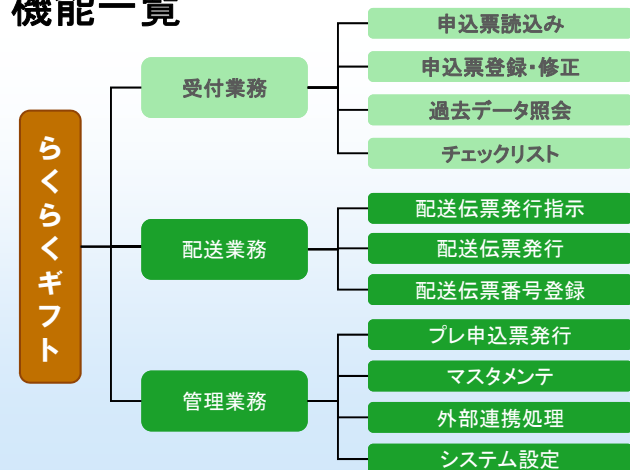 機能一覧
らくらくギフト
受付業務
申込票読込み
申込票登録・修正
過去データ照会
チェックリスト
配送業務
配送伝票発行指示
配送伝票発行
配送伝票番号登録
管理業務
プレ申込票発行
マスタメンテ
外部連携処理
システム設定